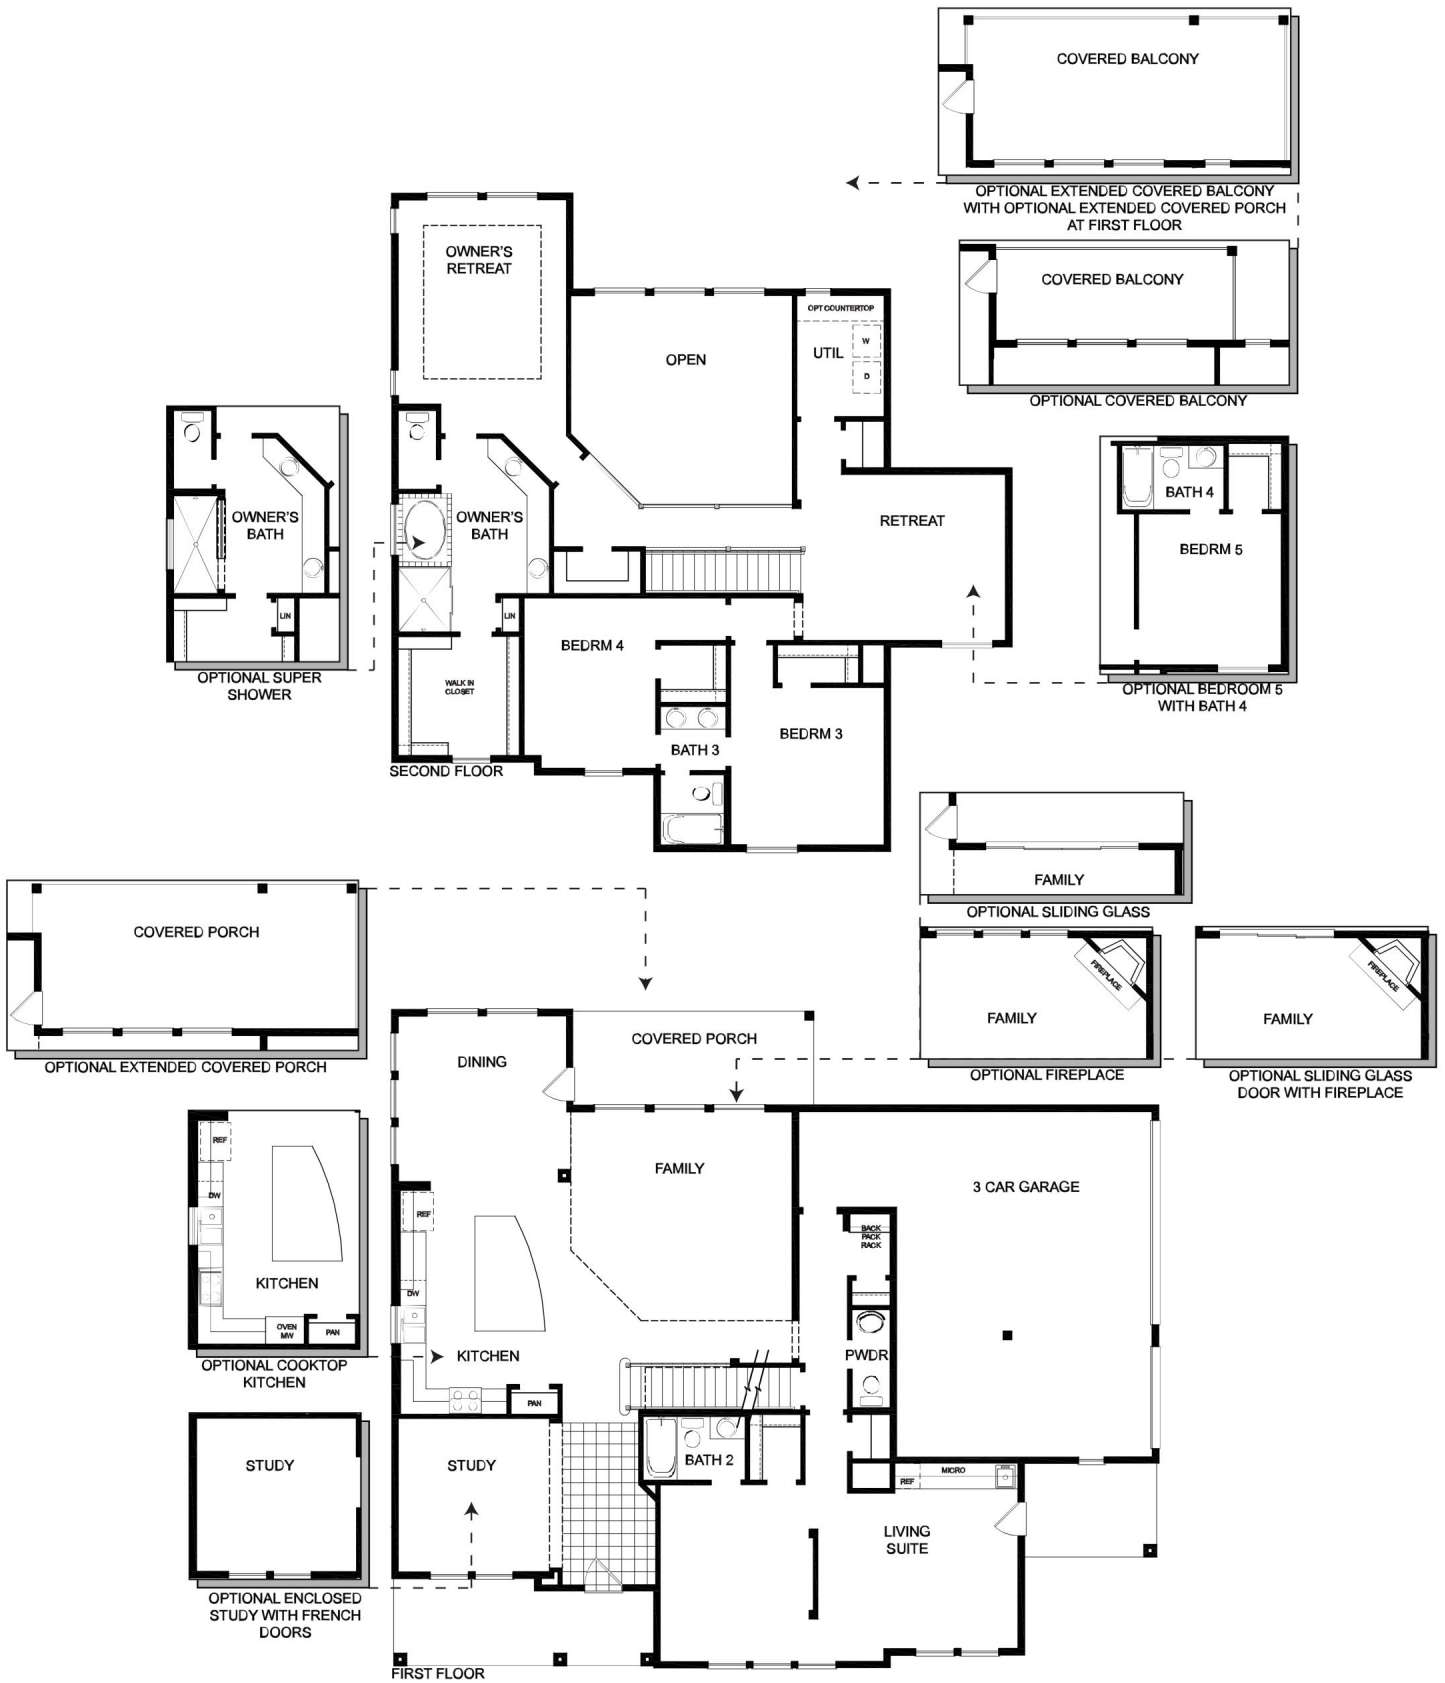 COVERED BALCONY
OPTIONAL EXTENDED COVERED BALCONY
WITH OPTIONAL EXTENDED COVERED PORCH
AT FIRST FLOOR
COVERED BALCONY
OPTIONAL COVERED BALCONY
OWNER'S
RETREAT
OPEN
OPT COUNTERTOP
UTIL
W
D
OWNER'S
BATH
LIN
OPTIONAL SUPER
SHOWER
OWNER'S
BATH
LIN
RETREAT
BATH 4
BEDRM 5
OPTIONAL BEDROOM 5
WITH BATH 4
BEDRM 4
WALK IN
CLOSET
BATH 3
BEDRM 3
SECOND FLOOR
FAMILY
OPTIONAL SLIDING GLASS
COVERED PORCH
OPTIONAL EXTENDED COVERED PORCH
FIREPLACE
FAMILY
OPTIONAL FIREPLACE
FIREPLACE
FAMILY
OPTIONAL SLIDING GLASS
DOOR WITH FIREPLACE
DINING
COVERED PORCH
REF
DW
KITCHEN
OVEN
MW
PAN
OPTIONAL COOKTOP
KITCHEN
FAMILY
3 CAR GARAGE
REF
DW
KITCHEN
PAN
BACK
PACK
RACK
PWDR
STUDY
OPTIONAL ENCLOSED
STUDY WITH FRENCH
DOORS
STUDY
BATH 2
REF
MICRO
LIVING
SUITE
FIRST FLOOR